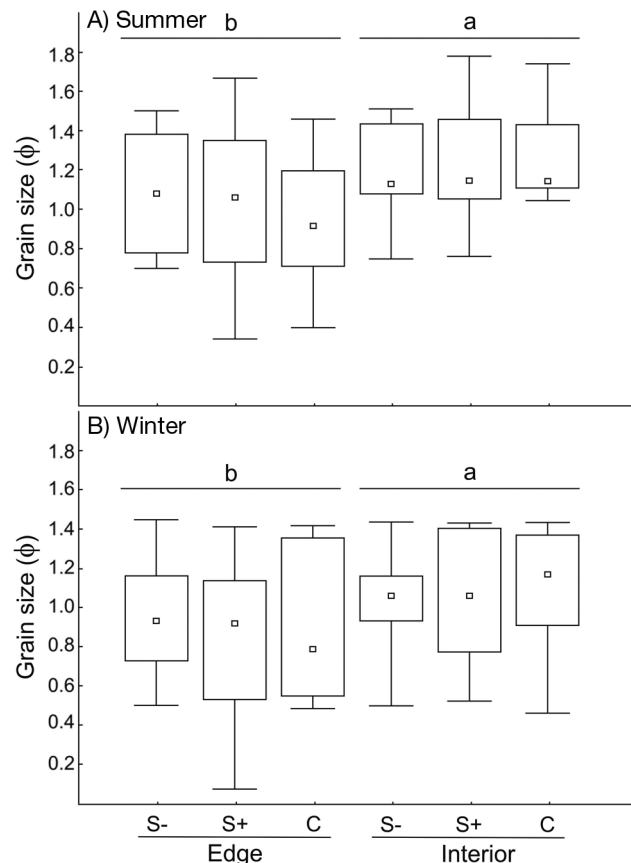 A) Summer
b
a
1.8
1.6
1.4
1.2
1.0
0.8
0.6
0.4
0.2
Grain size (ϕ)
B) Winter
b
a
1.8
1.6
1.4
1.2
1.0
0.8
0.6
0.4
0.2
Grain size (ϕ)
S- S+ C S- S+ C
Edge Interior